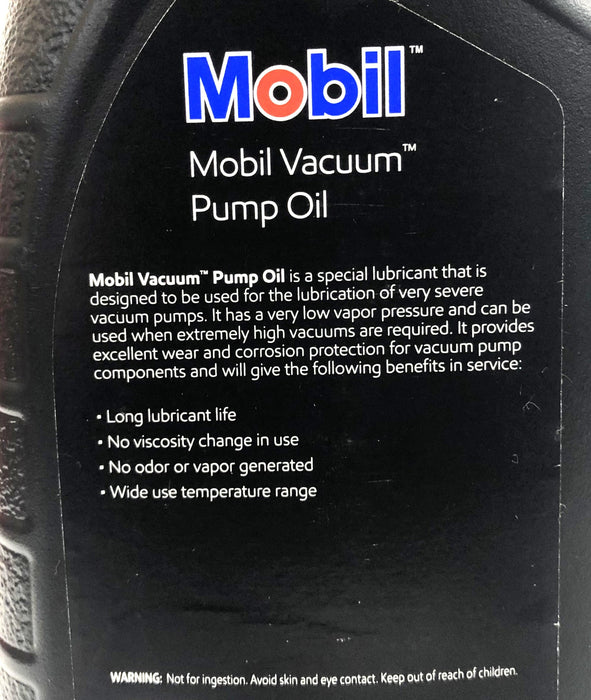 Mobil™
Mobil Vacuum™
Pump Oil
Mobil Vacuum™ Pump Oil is a special lubricant that is
designed to be used for the lubrication of very severe
vacuum pumps. It has a very low vapor pressure and can be
used when extremely high vacuums are required. It provides
excellent wear and corrosion protection for vacuum pump
components and will give the following benefits in service:
• Long lubricant life
• No viscosity change in use
• No odor or vapor generated
• Wide use temperature range
WARNING: Not for ingestion. Avoid skin and eye contact. Keep out of reach of children.